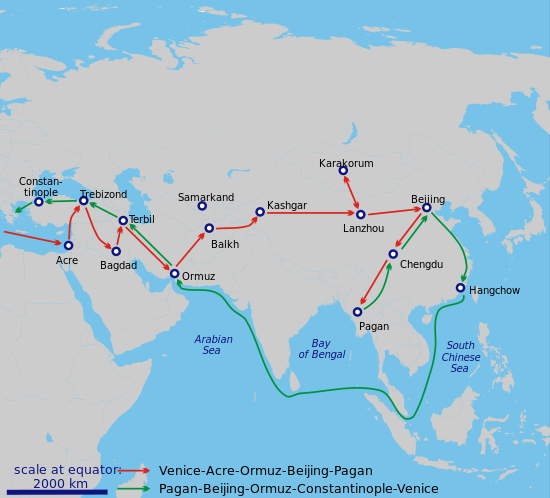 Karakorum
Constan-
tinople
Trebizond
Samarkand
Kashgar
Beijing
Terbil
Lanzhou
Balkh
Acre
Bagdad
Ormuz
Chengdu
Hangchow
Pagan
Arabian
Sea
Bay
of Bengal
South
Chinese
Sea
scale at equator
2000 km
Venice-Acre-Ormuz-Beijing-Pagan
Pagan-Beijing-Ormuz-Constantinople-Venice